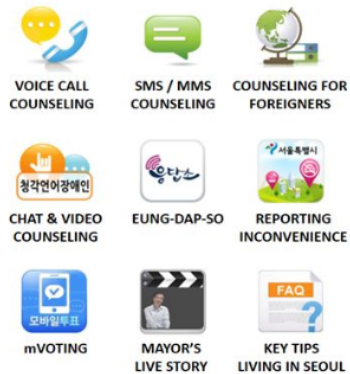 VOICE CALL
COUNSELING
SMS / MMS
COUNSELING
COUNSELING FOR
FOREIGNERS
청각언어장애인
CHAT & VIDEO
COUNSELING
응답소
EUNG-DAP-SO
서울특별시
REPORTING
INCONVENIENCE
모바일투표
mVOTING
MAYOR'S
LIVE STORY
FAQ
?
KEY TIPS
LIVING IN SEOUL